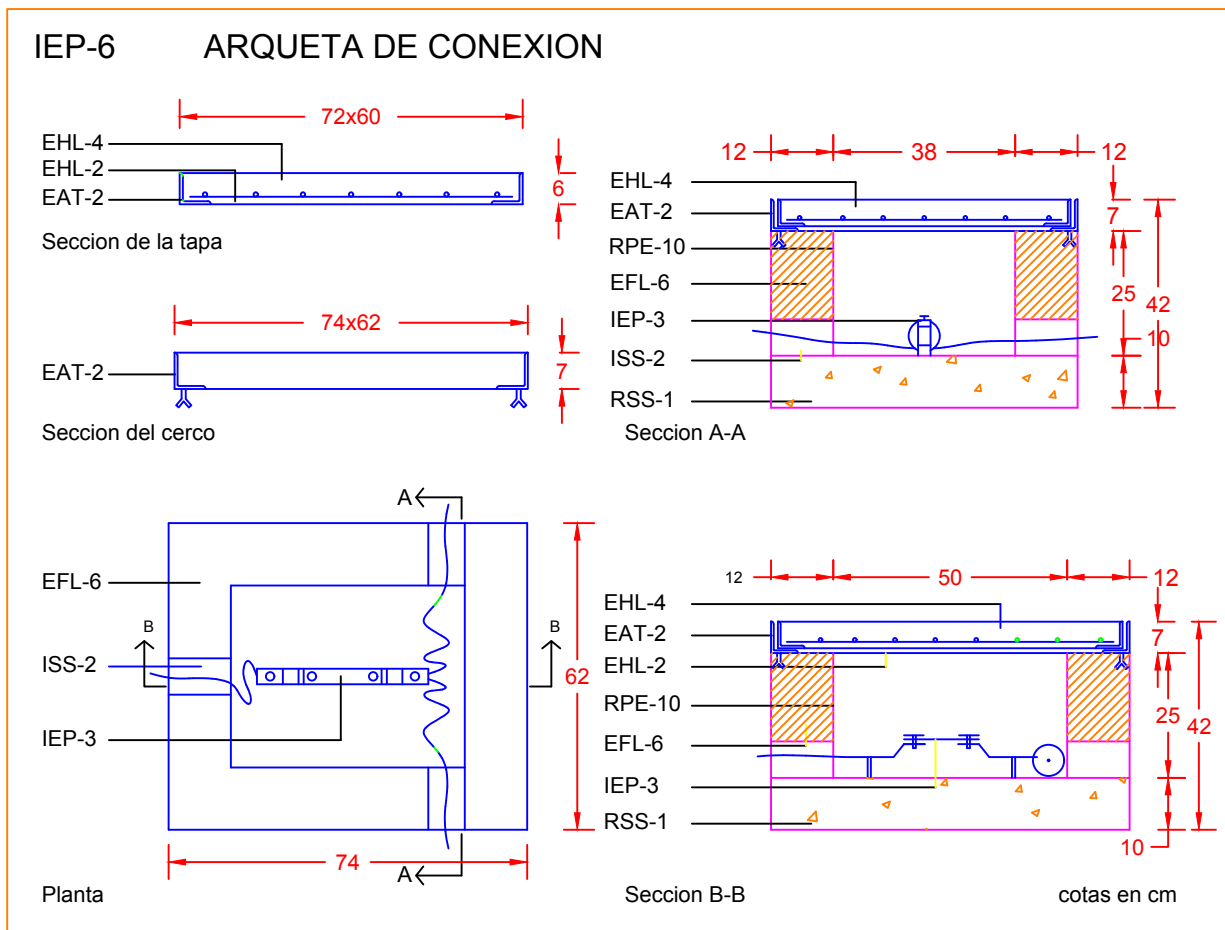 IEP-6 ARQUETA DE CONEXION
72x60
EHL-4
EHL-2
EAT-2
6
Seccion de la tapa
74x62
EAT-2
7
Seccion del cerco
12 38 12
EHL-4
EAT-2
RPE-10
EFL-6
IEP-3
ISS-2
RSS-1
7
25
42
10
Seccion A-A
A
EFL-6
B
B
ISS-2
62
IEP-3
74
A
Planta
12 50 12
EHL-4
EAT-2
EHL-2
RPE-10
EFL-6
IEP-3
RSS-1
7
25
42
10
Seccion B-B
cotas en cm